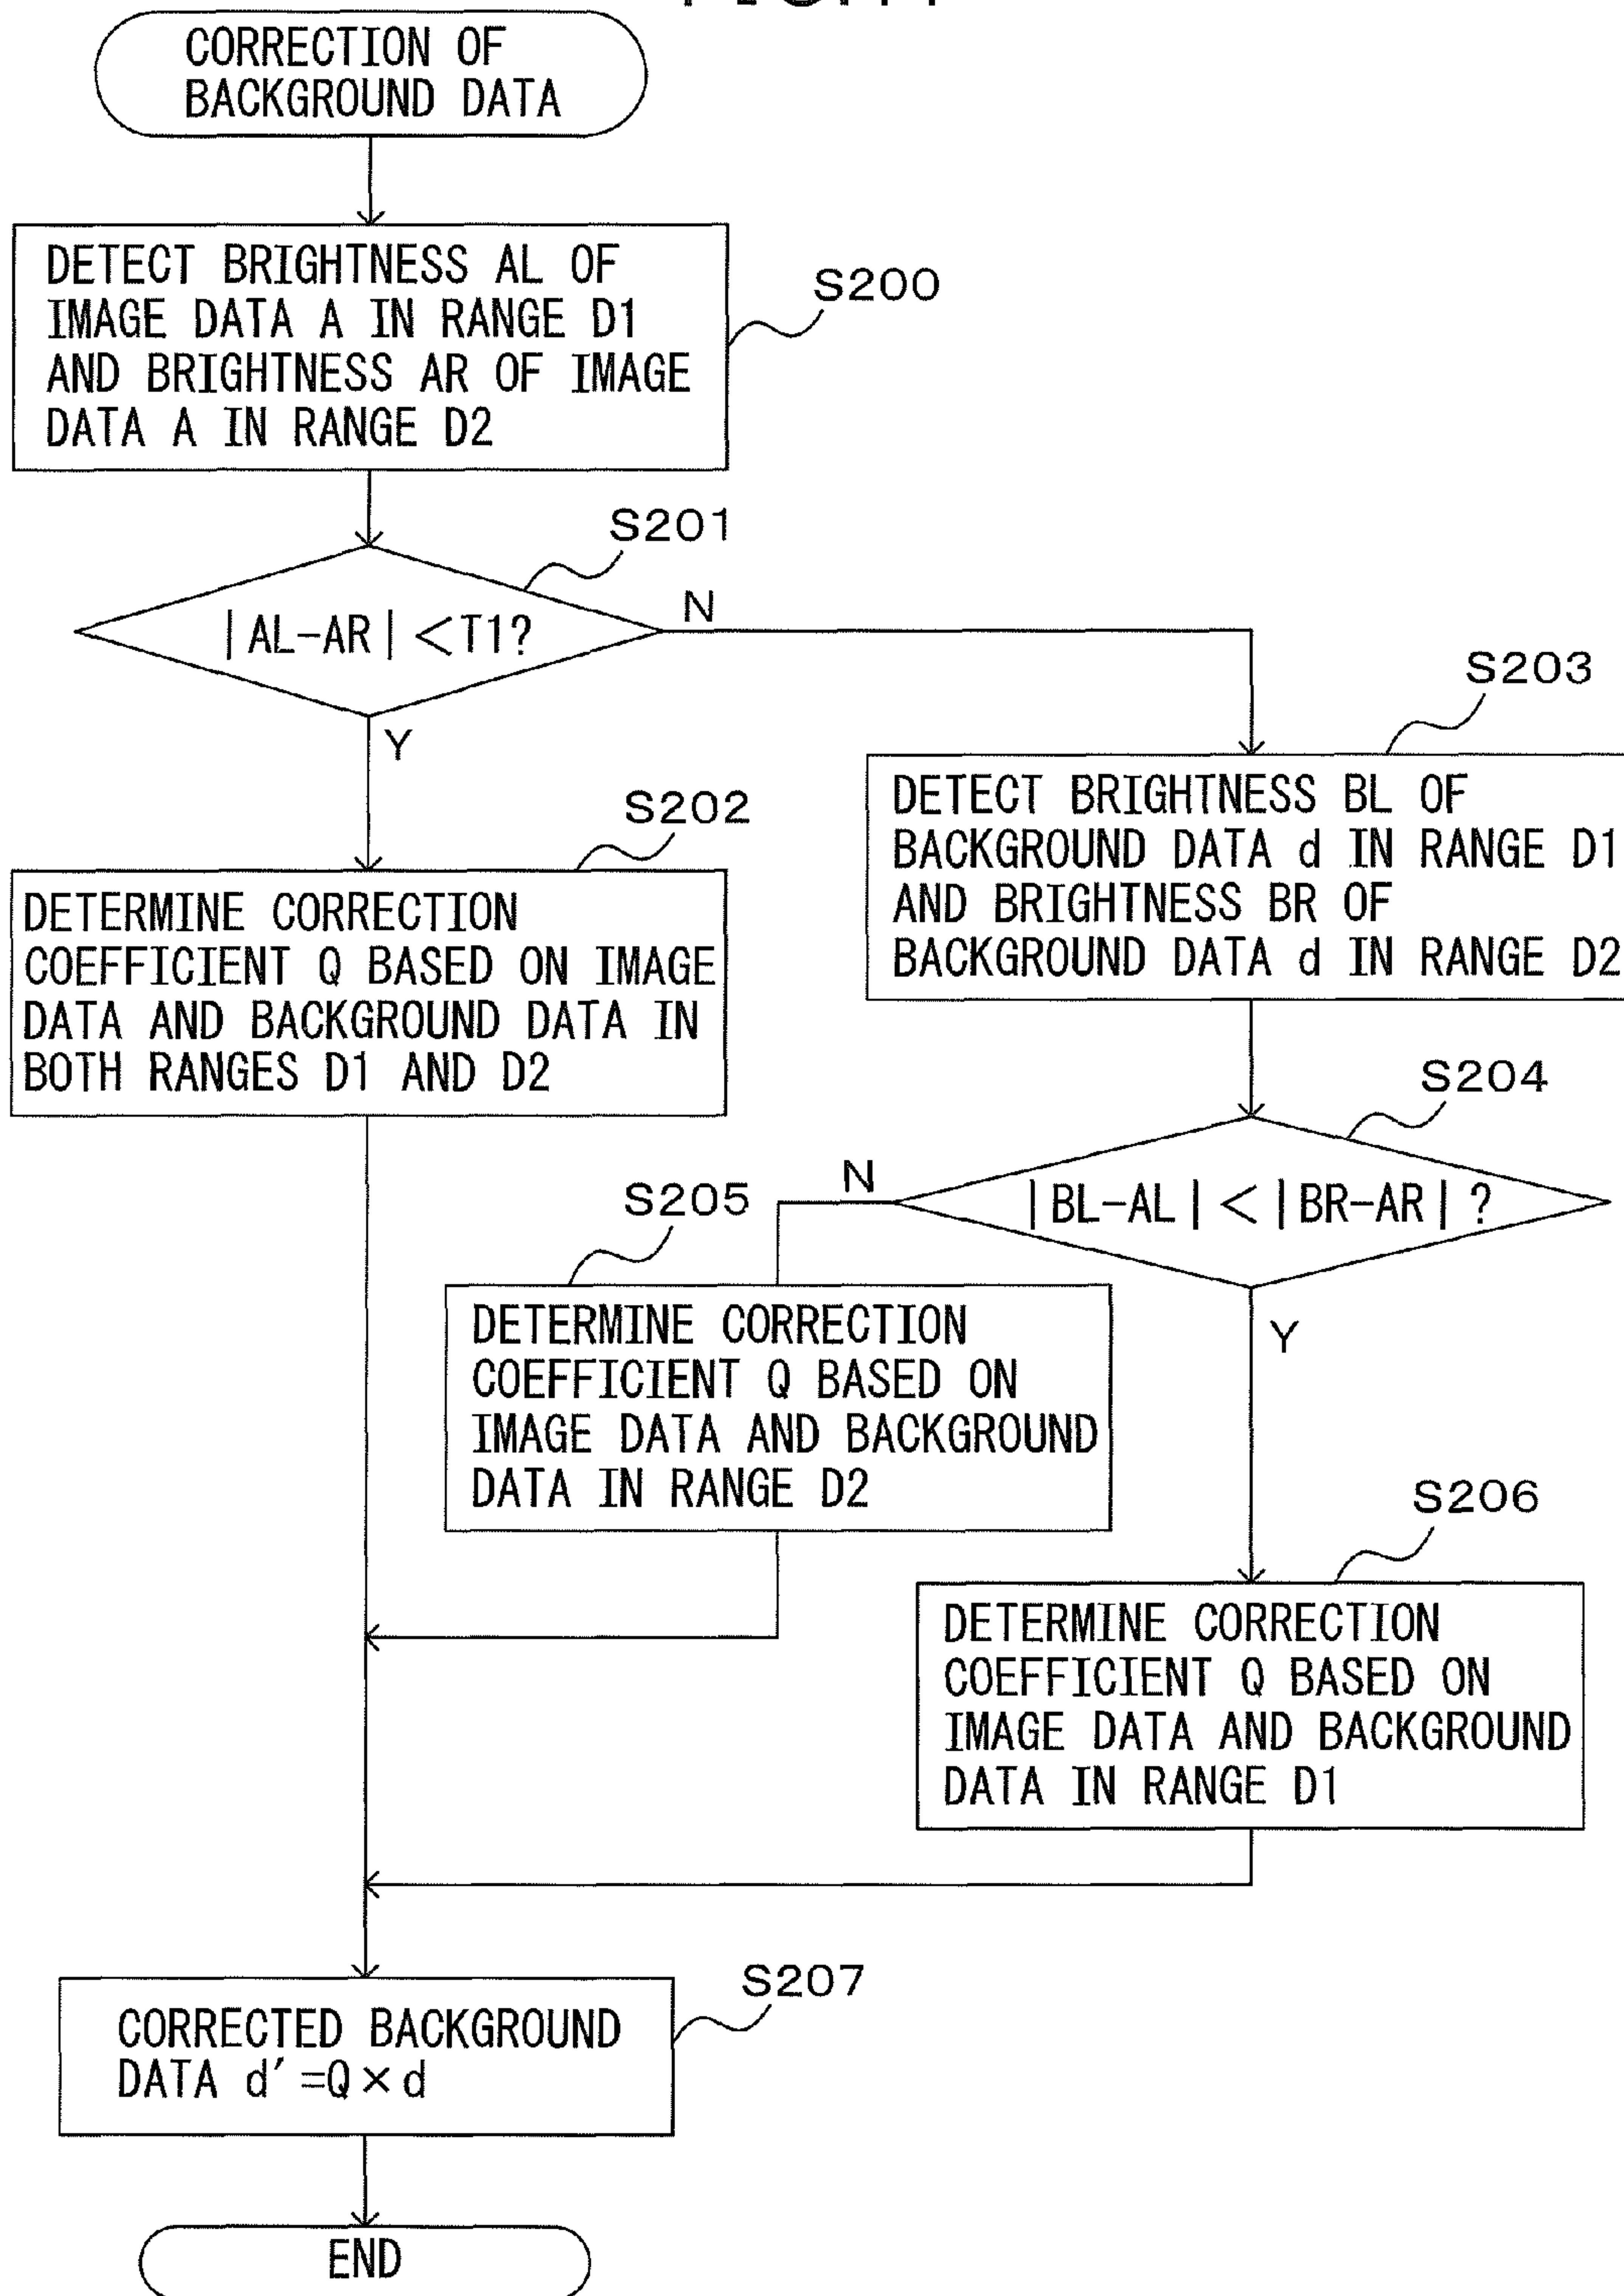 CORRECTION OF
BACKGROUND DATA
DETECT BRIGHTNESS AL OF
IMAGE DATA A IN RANGE D1
AND BRIGHTNESS AR OF IMAGE
DATA A IN RANGE D2
S200
S201
|AL-AR|<T1?
N
Y
S203
DETECT BRIGHTNESS BL OF
BACKGROUND DATA d IN RANGE D1
AND BRIGHTNESS BR OF
BACKGROUND DATA d IN RANGE D2
S202
DETERMINE CORRECTION
COEFFICIENT Q BASED ON IMAGE
DATA AND BACKGROUND DATA IN
BOTH RANGES D1 AND D2
S204
|BL-AL|<|BR-AR|?
N
Y
S205
DETERMINE CORRECTION
COEFFICIENT Q BASED ON
IMAGE DATA AND BACKGROUND
DATA IN RANGE D2
S206
DETERMINE CORRECTION
COEFFICIENT Q BASED ON
IMAGE DATA AND BACKGROUND
DATA IN RANGE D1
S207
CORRECTED BACKGROUND
DATA d′=Q×d
END